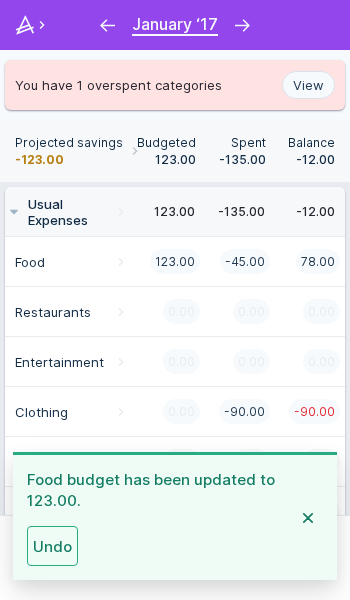 January ‘17
You have 1 overspent categories
View
Projected savings Budgeted Spent Balance
-123.00 123.00 -135.00 -12.00
Usual Expenses 123.00 -135.00 -12.00
Food 123.00 -45.00 78.00
Restaurants 0.00 0.00 0.00
Entertainment 0.00 0.00 0.00
Clothing 0.00 -90.00 -90.00
Food budget has been updated to
123.00.
Undo